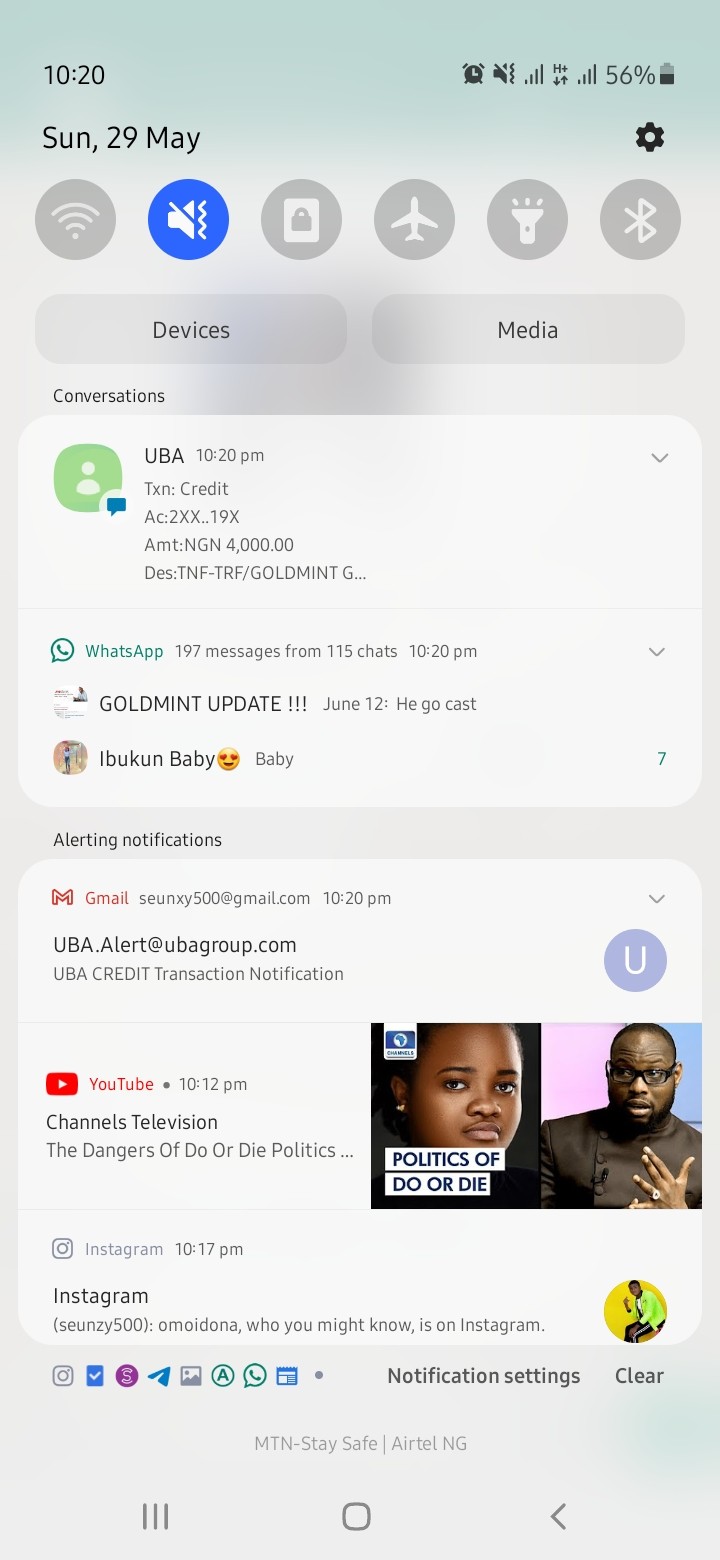 10:20
H+
56%
Sun, 29 May
Devices
Media
Conversations
UBA 10:20 pm
Txn: Credit
Ac:2XX..19X
Amt:NGN 4,000.00
Des:TNF-TRF/GOLDMINT G...
WhatsApp 197 messages from 115 chats 10:20 pm
GOLDMINT UPDATE !!! June 12: He go cast
Ibukun Baby😍 Baby 7
Alerting notifications
Gmail seunxy500@gmail.com 10:20 pm
UBA.Alert@ubagroup.com
UBA CREDIT Transaction Notification
U
YouTube • 10:12 pm
Channels Television
The Dangers Of Do Or Die Politics ...
CHANNELS
POLITICS OF
DO OR DIE
Instagram 10:17 pm
Instagram
(seunzy500): omoidona, who you might know, is on Instagram.
S A
Notification settings Clear
MTN-Stay Safe | Airtel NG